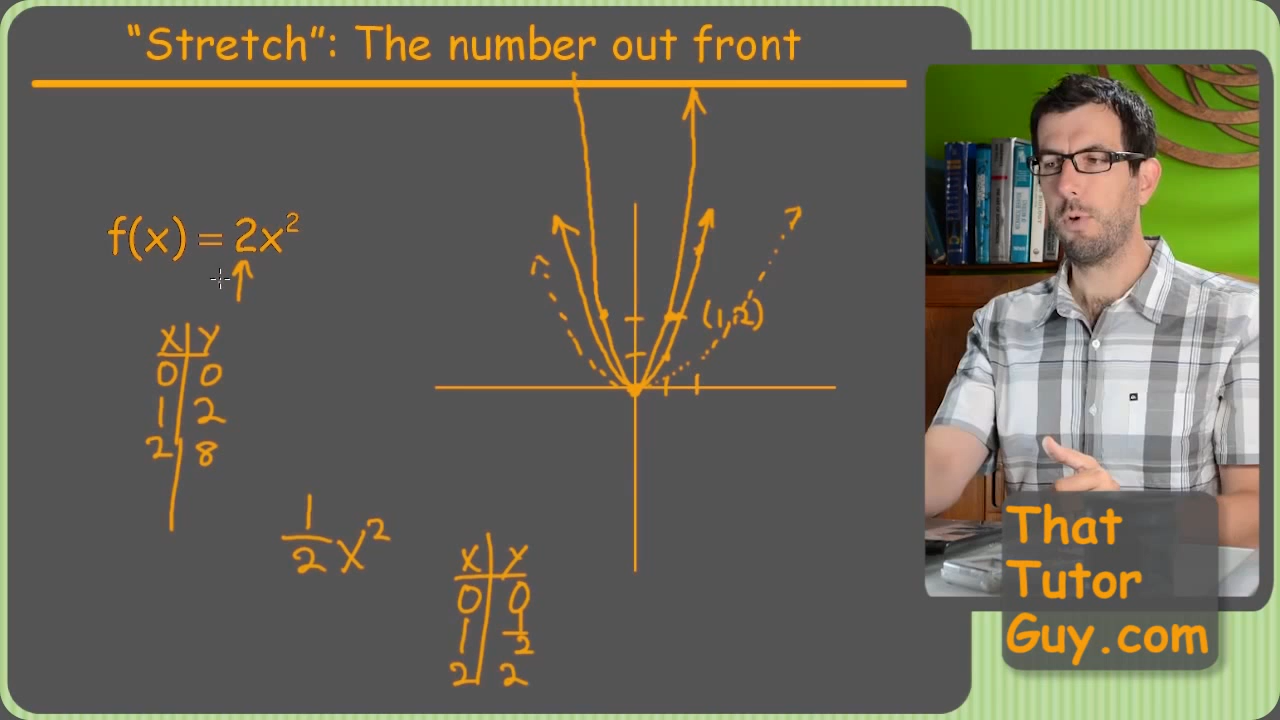 “Stretch”: The number out front
f(x) = 2x²
x | y
0 | 0
1 | 2
2 | 8
(1, 2)
1/2 x²
x | y
0 | 0
1 | 1/2
2 | 2
That
Tutor
Guy.com